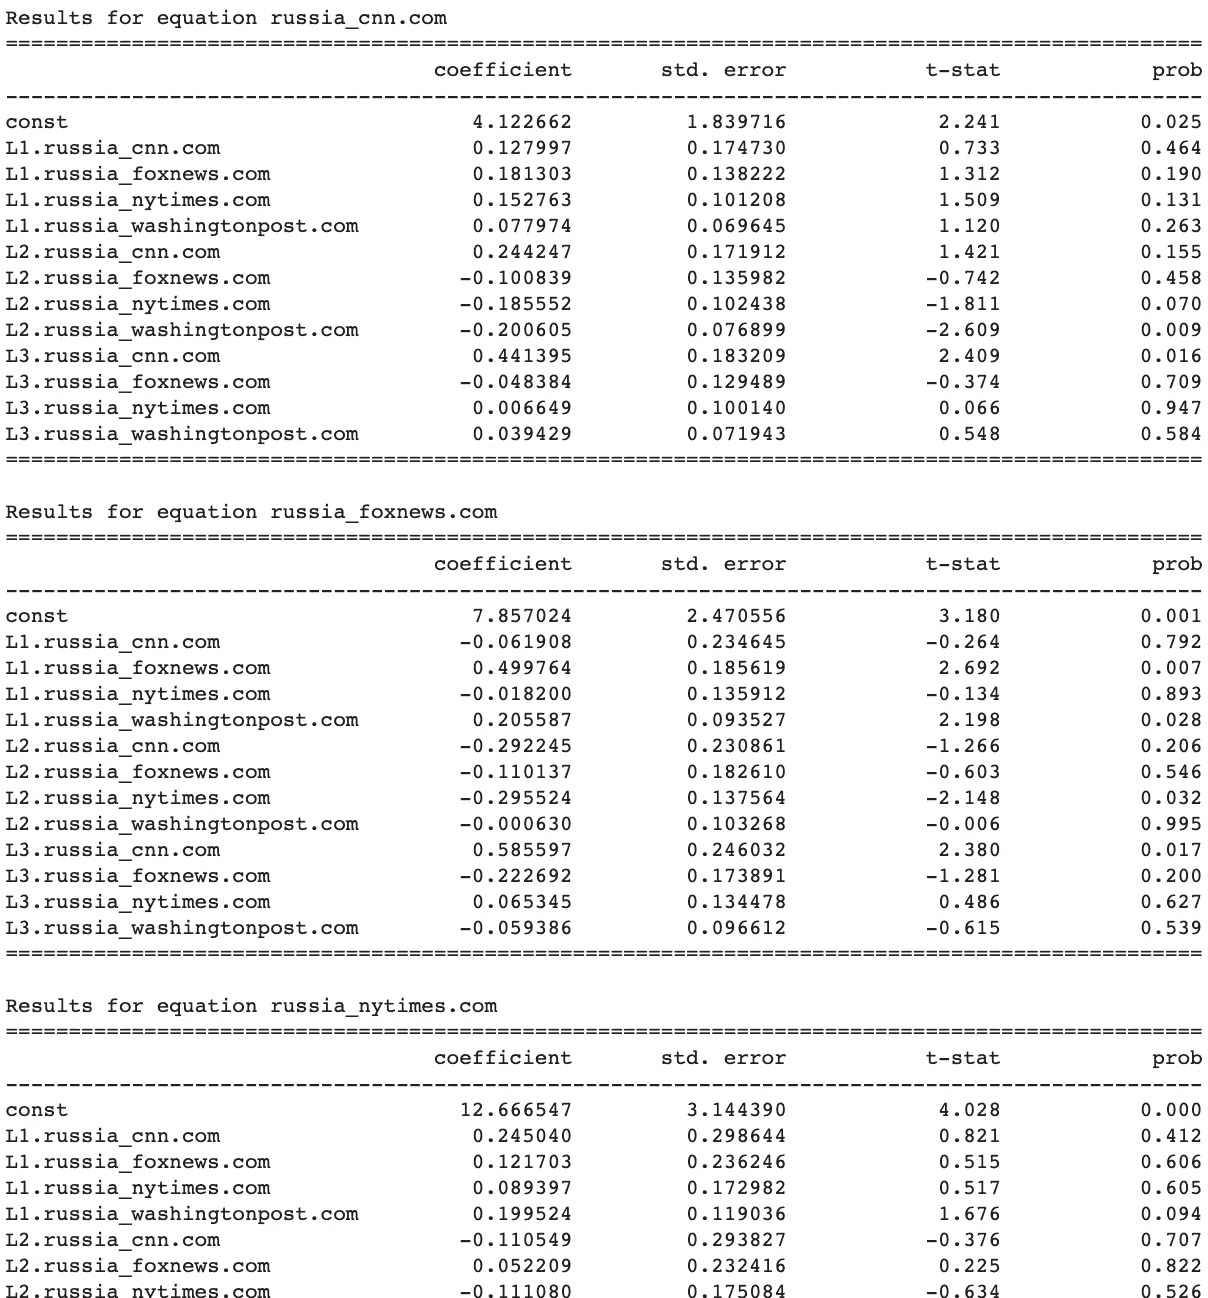 Results for equation russia_cnn.com
==============================================================================================
coefficient std. error t-stat prob
----------------------------------------------------------------------------------------------
const 4.122662 1.839716 2.241 0.025
L1.russia_cnn.com 0.127997 0.174730 0.733 0.464
L1.russia_foxnews.com 0.181303 0.138222 1.312 0.190
L1.russia_nytimes.com 0.152763 0.101208 1.509 0.131
L1.russia_washingtonpost.com 0.077974 0.069645 1.120 0.263
L2.russia_cnn.com 0.244247 0.171912 1.421 0.155
L2.russia_foxnews.com -0.100839 0.135982 -0.742 0.458
L2.russia_nytimes.com -0.185552 0.102438 -1.811 0.070
L2.russia_washingtonpost.com -0.200605 0.076899 -2.609 0.009
L3.russia_cnn.com 0.441395 0.183209 2.409 0.016
L3.russia_foxnews.com -0.048384 0.129489 -0.374 0.709
L3.russia_nytimes.com 0.006649 0.100140 0.066 0.947
L3.russia_washingtonpost.com 0.039429 0.071943 0.548 0.584
==============================================================================================
Results for equation russia_foxnews.com
==============================================================================================
coefficient std. error t-stat prob
----------------------------------------------------------------------------------------------
const 7.857024 2.470556 3.180 0.001
L1.russia_cnn.com -0.061908 0.234645 -0.264 0.792
L1.russia_foxnews.com 0.499764 0.185619 2.692 0.007
L1.russia_nytimes.com -0.018200 0.135912 -0.134 0.893
L1.russia_washingtonpost.com 0.205587 0.093527 2.198 0.028
L2.russia_cnn.com -0.292245 0.230861 -1.266 0.206
L2.russia_foxnews.com -0.110137 0.182610 -0.603 0.546
L2.russia_nytimes.com -0.295524 0.137564 -2.148 0.032
L2.russia_washingtonpost.com -0.000630 0.103268 -0.006 0.995
L3.russia_cnn.com 0.585597 0.246032 2.380 0.017
L3.russia_foxnews.com -0.222692 0.173891 -1.281 0.200
L3.russia_nytimes.com 0.065345 0.134478 0.486 0.627
L3.russia_washingtonpost.com -0.059386 0.096612 -0.615 0.539
==============================================================================================
Results for equation russia_nytimes.com
==============================================================================================
coefficient std. error t-stat prob
----------------------------------------------------------------------------------------------
const 12.666547 3.144390 4.028 0.000
L1.russia_cnn.com 0.245040 0.298644 0.821 0.412
L1.russia_foxnews.com 0.121703 0.236246 0.515 0.606
L1.russia_nytimes.com 0.089397 0.172982 0.517 0.605
L1.russia_washingtonpost.com 0.199524 0.119036 1.676 0.094
L2.russia_cnn.com -0.110549 0.293827 -0.376 0.707
L2.russia_foxnews.com 0.052209 0.232416 0.225 0.822
L2.russia_nytimes.com -0.111080 0.175084 -0.634 0.526